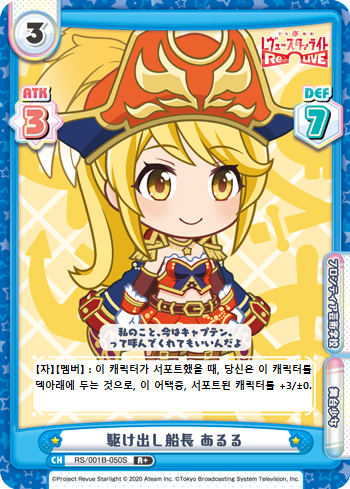 3
少女☆歌劇
レヴュースタァライト
Re LIVE
ATK
3
DEF
7
フロンティア芸術学校
舞台少女
私のこと、今はキャプテン。
って呼んでくれてもいいんだよ
【자】【멤버】 : 이 캐릭터가 서포트했을 때, 당신은 이 캐릭터를
덱아래에 두는 것으로, 이 어택중, 서포트된 캐릭터를 +3/±0.
駆け出し船長 あるる
CH RS/001B-050S R+
©Project Revue Starlight © 2020 Ateam Inc. ©Tokyo Broadcasting System Television, Inc.